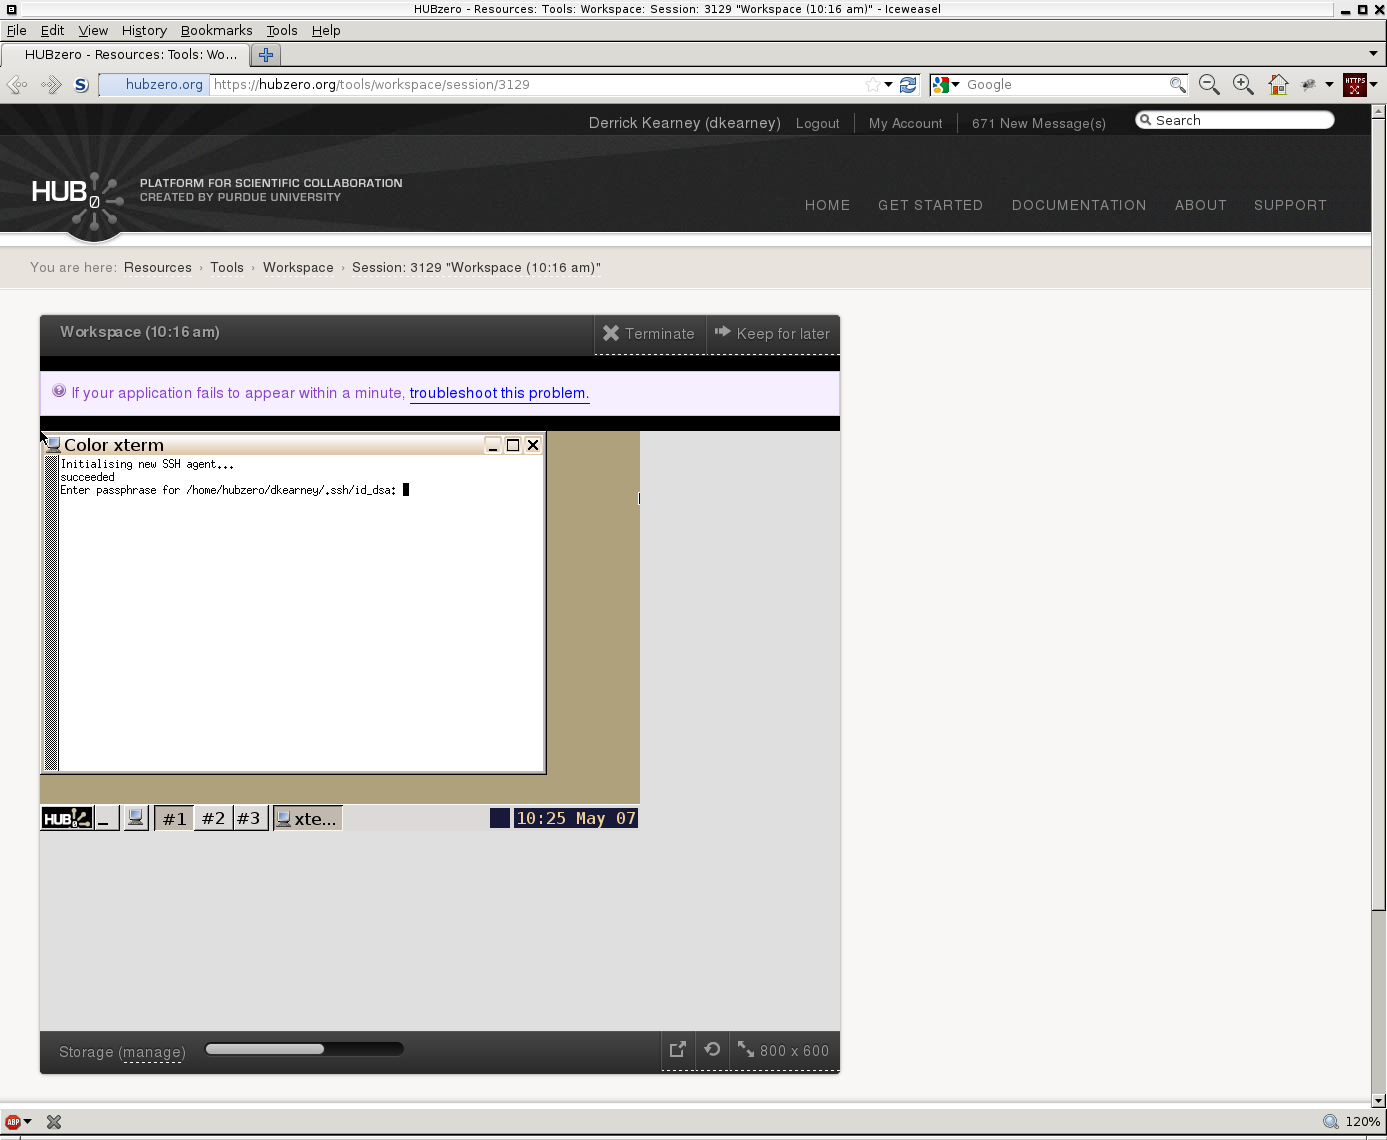 HUBzero - Resources: Tools: Workspace: Session: 3129 "Workspace (10:16 am)" - Iceweasel
File Edit View History Bookmarks Tools Help
HUBzero - Resources: Tools: Wo...
hubzero.org https://hubzero.org/tools/workspace/session/3129 Google
Derrick Kearney (dkearney) Logout My Account 671 New Message(s) Search
HUB0
PLATFORM FOR SCIENTIFIC COLLABORATION
CREATED BY PURDUE UNIVERSITY
HOME GET STARTED DOCUMENTATION ABOUT SUPPORT
You are here: Resources › Tools › Workspace › Session: 3129 "Workspace (10:16 am)"
Workspace (10:16 am) Terminate Keep for later
If your application fails to appear within a minute, troubleshoot this problem.
Color xterm
Initialising new SSH agent...
succeeded
Enter passphrase for /home/hubzero/dkearney/.ssh/id_dsa:
HUB #1 #2 #3 xte... 10:25 May 07
Storage (manage) 800 x 600
ABP 120%